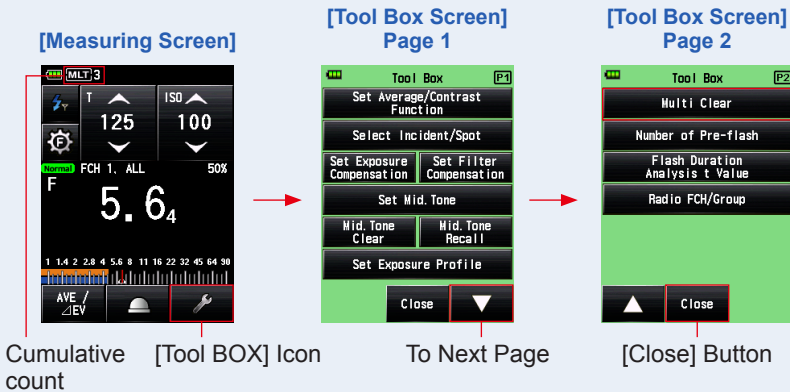 [Measuring Screen]
MLT 3
T
125
ISO
100
F
Normal FCH 1, ALL 50%
F
5.6 4
1 1.4 2 2.8 4 5.6 8 11 16 22 32 45 64 90
AVE /
⊿EV
Cumulative
count
[Tool BOX] Icon
[Tool Box Screen]
Page 1
Tool Box P1
Set Average/Contrast
Function
Select Incident/Spot
Set Exposure
Compensation
Set Filter
Compensation
Set Mid. Tone
Mid. Tone
Clear
Mid. Tone
Recall
Set Exposure Profile
Close
To Next Page
[Tool Box Screen]
Page 2
Tool Box P2
Multi Clear
Number of Pre-flash
Flash Duration
Analysis t Value
Radio FCH/Group
Close
[Close] Button